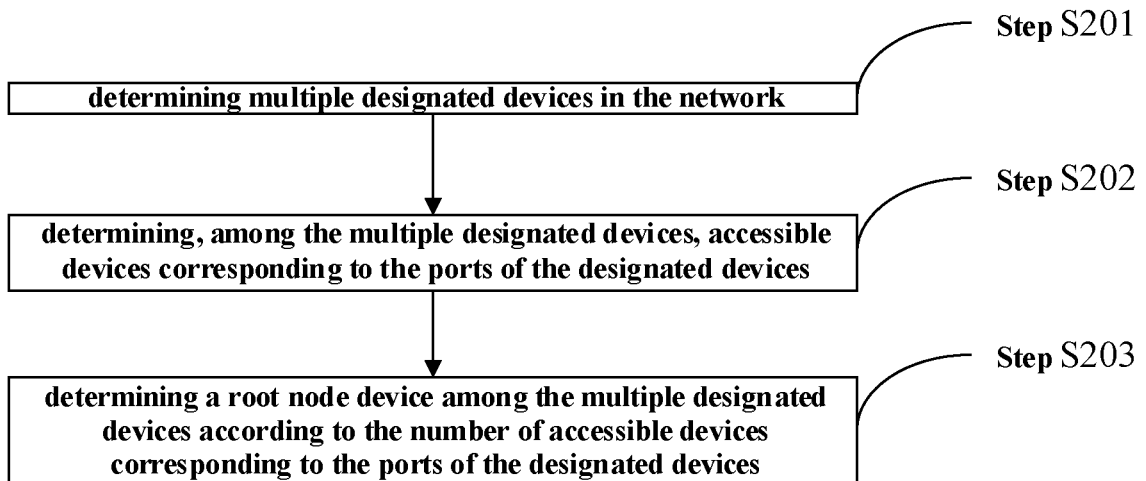 Step S201
determining multiple designated devices in the network
Step S202
determining, among the multiple designated devices, accessible
devices corresponding to the ports of the designated devices
Step S203
determining a root node device among the multiple designated
devices according to the number of accessible devices
corresponding to the ports of the designated devices